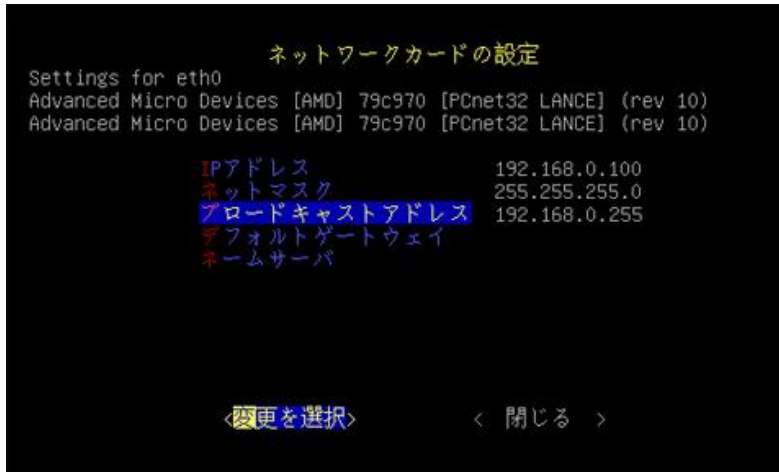 ネットワークカードの設定
Settings for eth0
Advanced Micro Devices [AMD] 79c970 [PCnet32 LANCE] (rev 10)
Advanced Micro Devices [AMD] 79c970 [PCnet32 LANCE] (rev 10)
IPアドレス 192.168.0.100
ネットマスク 255.255.255.0
ブロードキャストアドレス 192.168.0.255
デフォルトゲートウェイ
ネームサーバ
<変更を選択> < 閉じる >